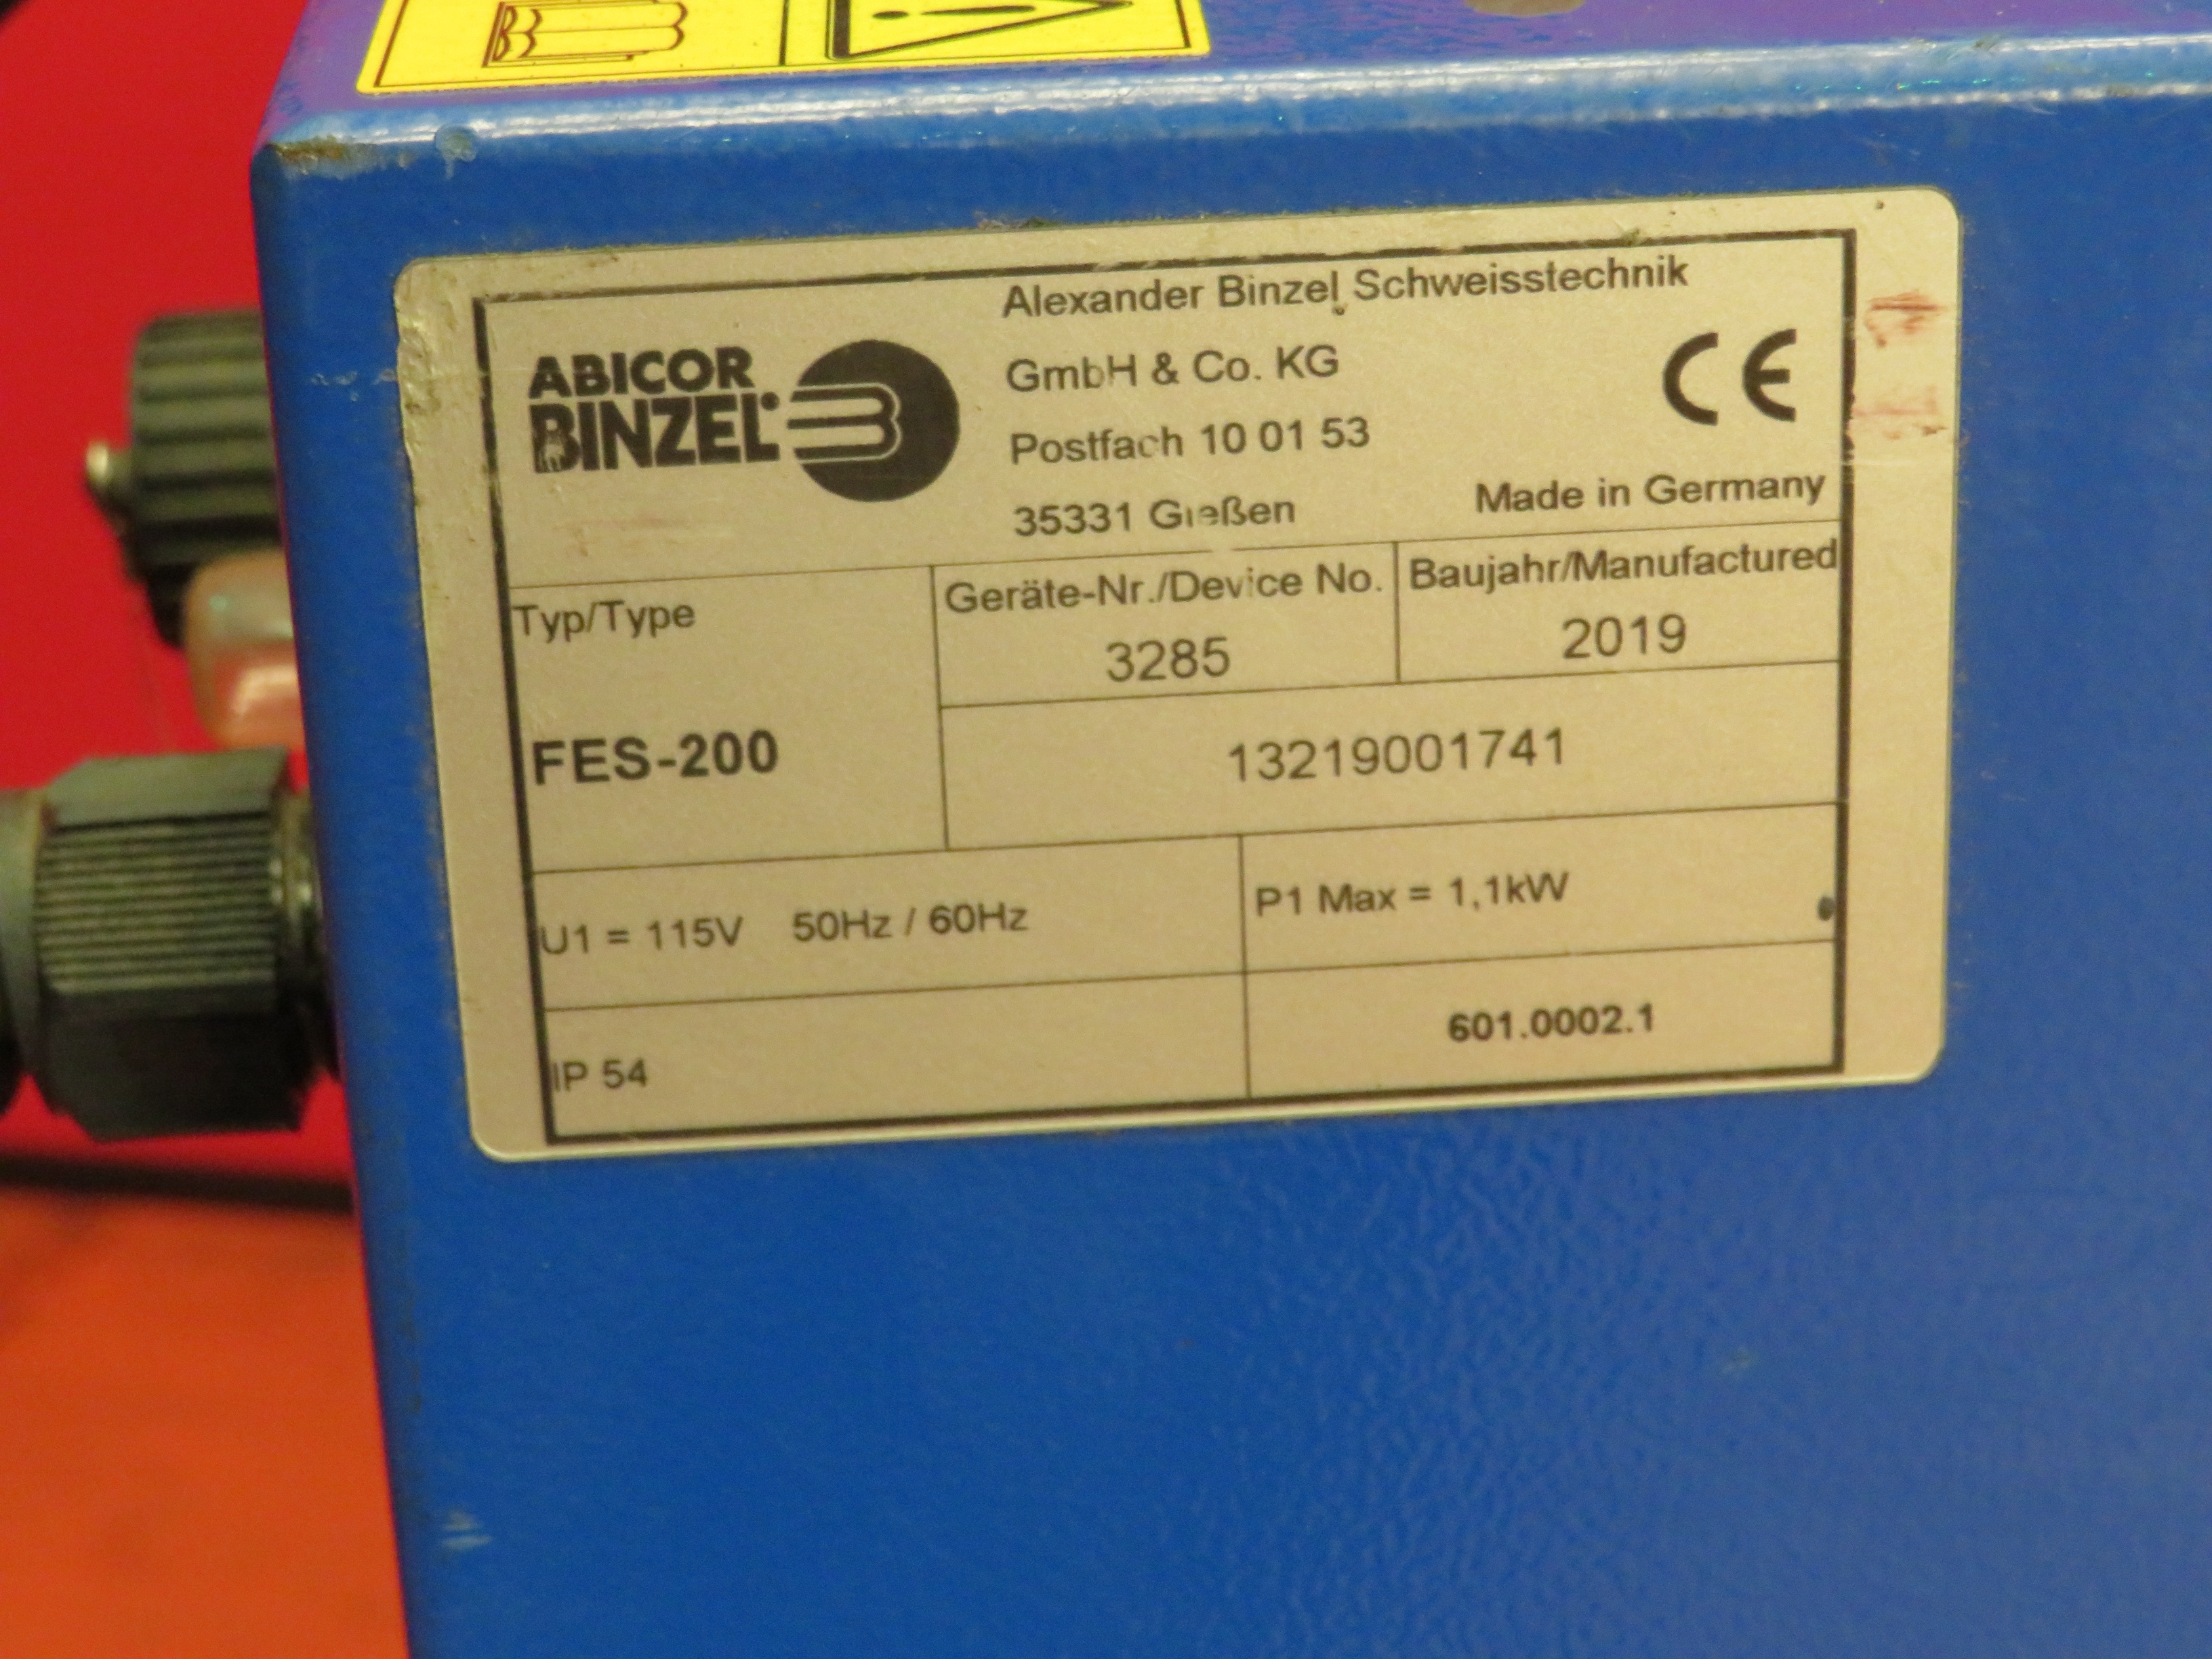 ABICOR
BINZEL
Alexander Binzel Schweisstechnik
GmbH & Co. KG
Postfach 10 01 53
35331 Gießen
CE
Made in Germany
Typ/Type
FES-200
Geräte-Nr./Device No.
3285
Baujahr/Manufactured
2019
13219001741
U1 = 115V 50Hz / 60Hz
P1 Max = 1,1kW
IP 54
601.0002.1